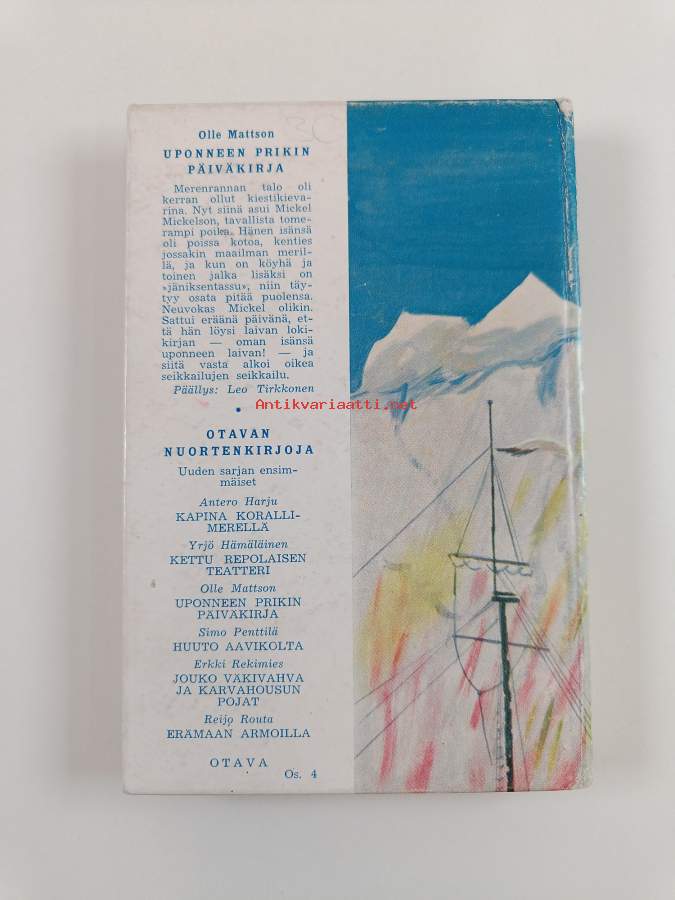 Olle Mattson
UPONNEEN PRIKIN
PÄIVÄKIRJA
Merenrannan talo oli
kerran ollut kiestikieva-
rina. Nyt siinä asui Mickel
Mickelson, tavallista tome-
rampi poika. Hänen isänsä
oli poissa kotoa, kenties
jossakin maailman meril-
lä, ja kun on köyhä ja
toinen jalka lisäksi on
»jäniksentassu», niin täy-
tyy osata pitää puolensa.
Neuvokas Mickel olikin.
Sattui eräänä päivänä, et-
tä hän löysi laivan loki-
kirjan — oman isänsä
uponneen laivan! — ja
siitä vasta alkoi oikea
seikkailujen seikkailu.
Päällys: Leo Tirkkonen
Antikvariaatti.net
•
OTAVAN
NUORTENKIRJOJA
Uuden sarjan ensim-
mäiset
Antero Harju
KAPINA KORALLI-
MERELLÄ
Yrjö Hämäläinen
KETTU REPOLAISEN
TEATTERI
Olle Mattson
UPONNEEN PRIKIN
PÄIVÄKIRJA
Simo Penttilä
HUUTO AAVIKOLTA
Erkki Rekimies
JOUKO VÄKIVAHVA
JA KARVAHOUSUN
POJAT
Reijo Routa
ERÄMAAN ARMOILLA
OTAVA
Os. 4